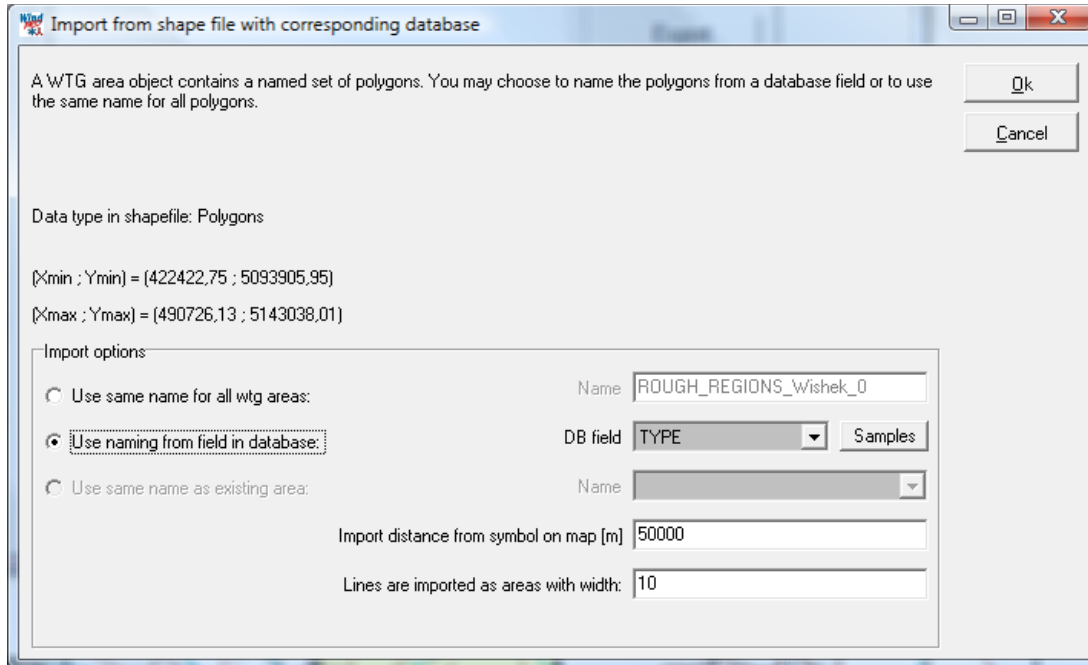 Import from shape file with corresponding database
A WTG area object contains a named set of polygons. You may choose to name the polygons from a database field or to use
the same name for all polygons.
Ok
Cancel
Data type in shapefile: Polygons
(Xmin ; Ymin) = (422422,75 ; 5093905,95)
(Xmax ; Ymax) = (490726,13 ; 5143038,01)
Import options
Use same name for all wtg areas: Name ROUGH_REGIONS_Wishek_0
Use naming from field in database: DB field TYPE Samples
Use same name as existing area: Name
Import distance from symbol on map [m] 50000
Lines are imported as areas with width: 10